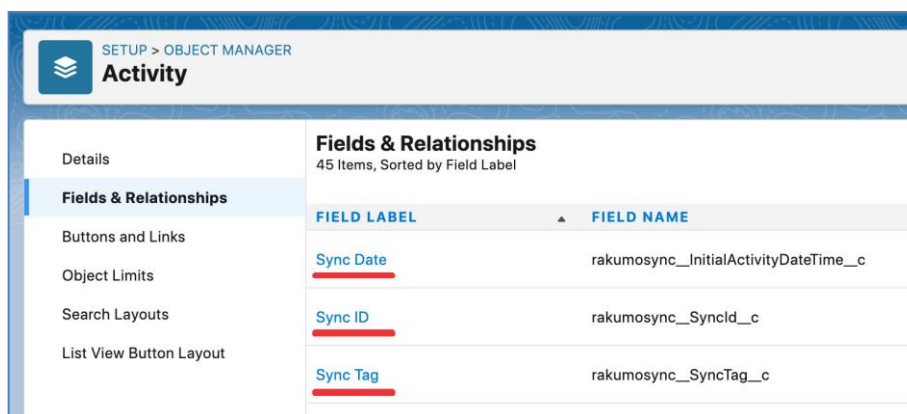 SETUP > OBJECT MANAGER
Activity
Details
Fields & Relationships
Buttons and Links
Object Limits
Search Layouts
List View Button Layout
Fields & Relationships
45 Items, Sorted by Field Label
FIELD LABEL FIELD NAME
Sync Date rakumosync__InitialActivityDateTime__c
Sync ID rakumosync__SyncId__c
Sync Tag rakumosync__SyncTag__c